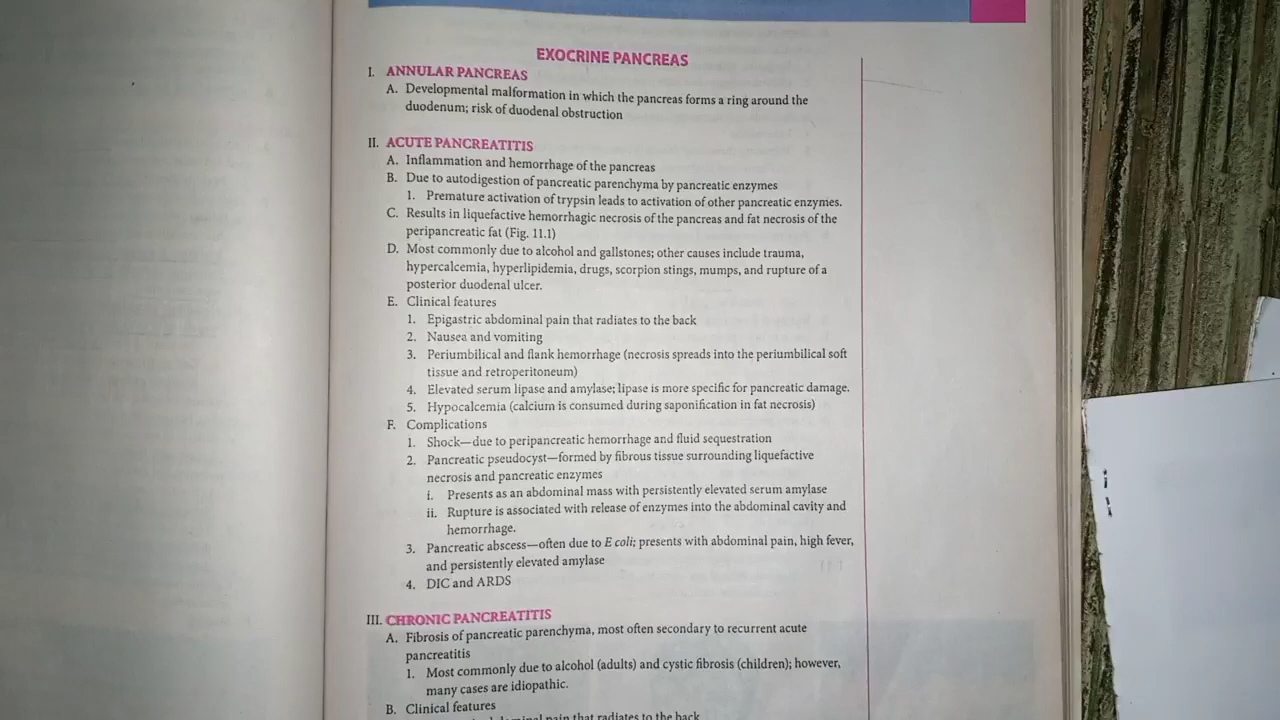 EXOCRINE PANCREAS
I. ANNULAR PANCREAS
A. Developmental malformation in which the pancreas forms a ring around the
duodenum; risk of duodenal obstruction
II. ACUTE PANCREATITIS
A. Inflammation and hemorrhage of the pancreas
B. Due to autodigestion of pancreatic parenchyma by pancreatic enzymes
1. Premature activation of trypsin leads to activation of other pancreatic enzymes.
C. Results in liquefactive hemorrhagic necrosis of the pancreas and fat necrosis of the
peripancreatic fat (Fig. 11.1)
D. Most commonly due to alcohol and gallstones; other causes include trauma,
hypercalcemia, hyperlipidemia, drugs, scorpion stings, mumps, and rupture of a
posterior duodenal ulcer.
E. Clinical features
1. Epigastric abdominal pain that radiates to the back
2. Nausea and vomiting
3. Periumbilical and flank hemorrhage (necrosis spreads into the periumbilical soft
tissue and retroperitoneum)
4. Elevated serum lipase and amylase; lipase is more specific for pancreatic damage.
5. Hypocalcemia (calcium is consumed during saponification in fat necrosis)
F. Complications
1. Shock—due to peripancreatic hemorrhage and fluid sequestration
2. Pancreatic pseudocyst—formed by fibrous tissue surrounding liquefactive
necrosis and pancreatic enzymes
i. Presents as an abdominal mass with persistently elevated serum amylase
ii. Rupture is associated with release of enzymes into the abdominal cavity and
hemorrhage.
3. Pancreatic abscess—often due to E coli; presents with abdominal pain, high fever,
and persistently elevated amylase
4. DIC and ARDS
III. CHRONIC PANCREATITIS
A. Fibrosis of pancreatic parenchyma, most often secondary to recurrent acute
pancreatitis
1. Most commonly due to alcohol (adults) and cystic fibrosis (children); however,
many cases are idiopathic.
B. Clinical features
pain that radiates to the back